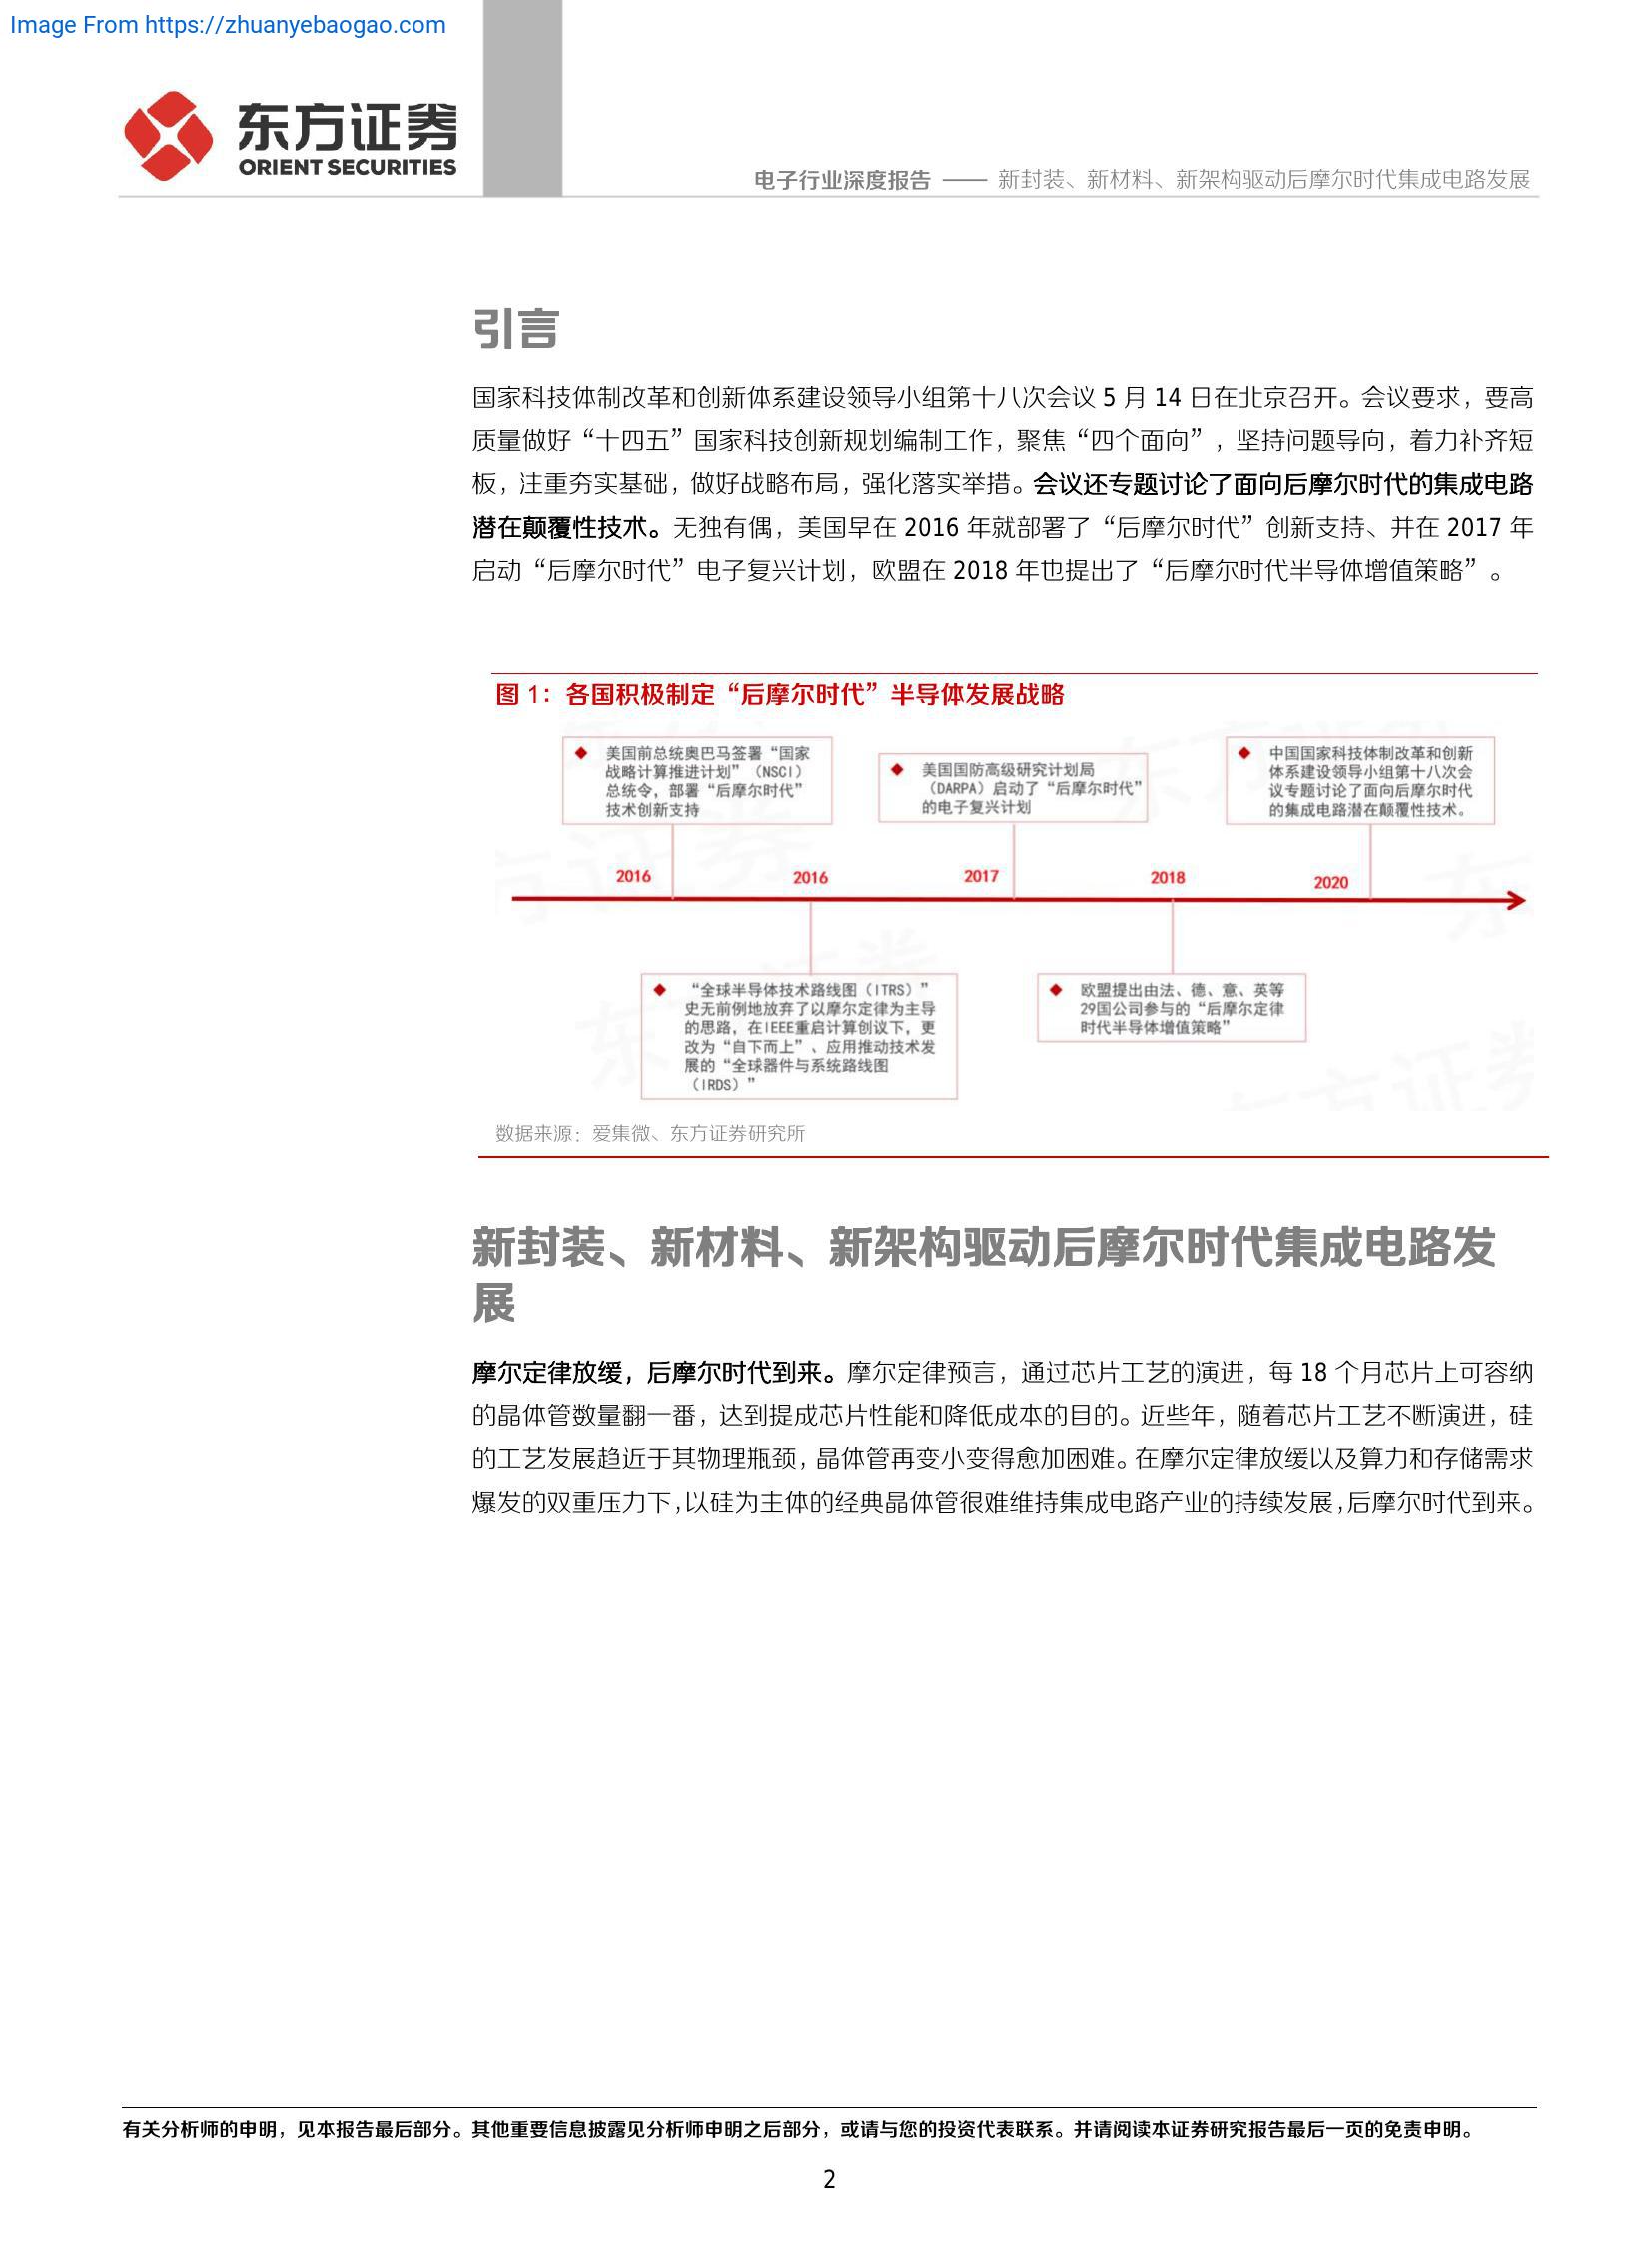 Image From https://zhuanyebaogao.com
东方证券
ORIENT SECURITIES
电子行业深度报告 —— 新封装、新材料、新架构驱动后摩尔时代集成电路发展
引言
国家科技体制改革和创新体系建设领导小组第十八次会议 5 月 14 日在北京召开。会议要求，要高
质量做好“十四五”国家科技创新规划编制工作，聚焦“四个面向”，坚持问题导向，着力补齐短
板，注重夯实基础，做好战略布局，强化落实举措。会议还专题讨论了面向后摩尔时代的集成电路
潜在颠覆性技术。无独有偶，美国早在 2016 年就部署了“后摩尔时代”创新支持、并在 2017 年
启动“后摩尔时代”电子复兴计划，欧盟在 2018 年也提出了“后摩尔时代半导体增值策略”。
图 1：各国积极制定“后摩尔时代”半导体发展战略
◆ 美国前总统奥巴马签署“国家
战略计算推进计划”（NSCI）
总统令，部署“后摩尔时代”
技术创新支持
◆ 美国国防高级研究计划局
（DARPA）启动了“后摩尔时代”
的电子复兴计划
◆ 中国国家科技体制改革和创新
体系建设领导小组第十八次会
议专题讨论了面向后摩尔时代
的集成电路潜在颠覆性技术。
2016
2016
2017
2018
2020
◆ “全球半导体技术路线图（ITRS）”
史无前例地放弃了以摩尔定律为主导
的思路，在IEEE重启计算创议下，更
改为“自下而上”、应用推动技术发
展的“全球器件与系统路线图
（IRDS）”
◆ 欧盟提出由法、德、意、英等
29国公司参与的“后摩尔定律
时代半导体增值策略”
数据来源：爱集微、东方证券研究所
新封装、新材料、新架构驱动后摩尔时代集成电路发
展
摩尔定律放缓，后摩尔时代到来。摩尔定律预言，通过芯片工艺的演进，每 18 个月芯片上可容纳
的晶体管数量翻一番，达到提成芯片性能和降低成本的目的。近些年，随着芯片工艺不断演进，硅
的工艺发展趋近于其物理瓶颈，晶体管再变小变得愈加困难。在摩尔定律放缓以及算力和存储需求
爆发的双重压力下，以硅为主体的经典晶体管很难维持集成电路产业的持续发展，后摩尔时代到来。
有关分析师的申明，见本报告最后部分。其他重要信息披露见分析师申明之后部分，或请与您的投资代表联系。并请阅读本证券研究报告最后一页的免责申明。
2